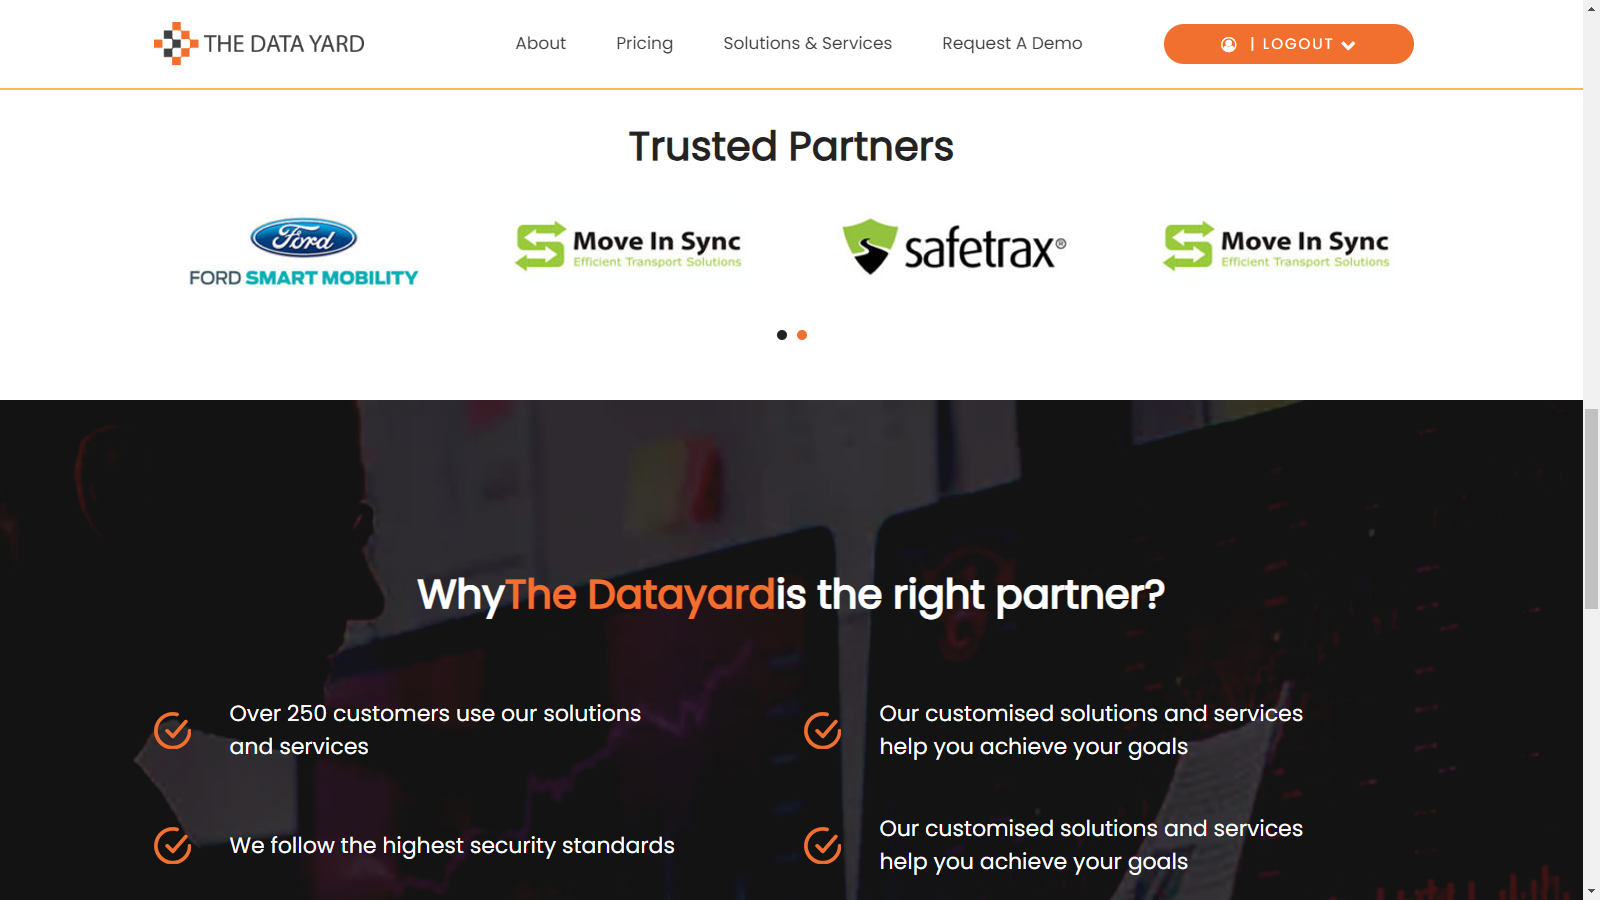 THE DATA YARD
About
Pricing
Solutions & Services
Request A Demo
| LOGOUT
Trusted Partners
Ford
FORD SMART MOBILITY
Move In Sync
Efficient Transport Solutions
safetrax®
Move In Sync
Efficient Transport Solutions
WhyThe Datayardis the right partner?
Over 250 customers use our solutions
and services
Our customised solutions and services
help you achieve your goals
We follow the highest security standards
Our customised solutions and services
help you achieve your goals